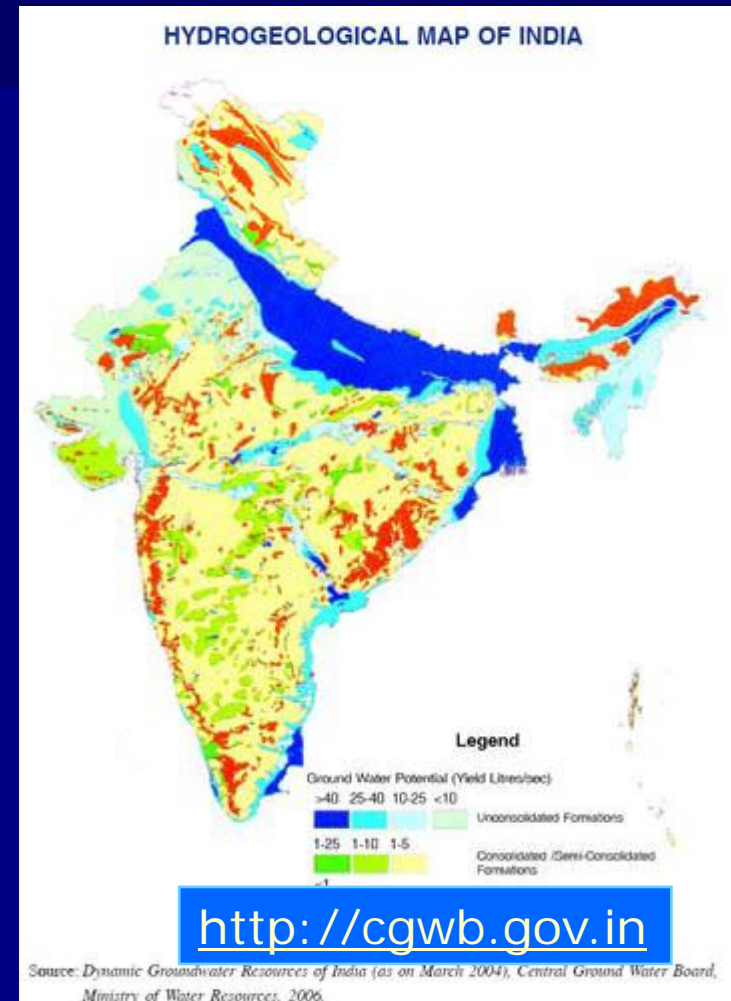 HYDROGEOLOGICAL MAP OF INDIA
Legend
Ground Water Potential (Yield Litres/sec)
>40 25-40 10-25 <10
Unconsolidated Formations
1-25 1-10 1-5
Consolidated /Semi-Consolidated
Formations
<1
http://cgwb.gov.in
Source: Dynamic Groundwater Resources of India (as on March 2004), Central Ground Water Board,
Ministry of Water Resources, 2006.